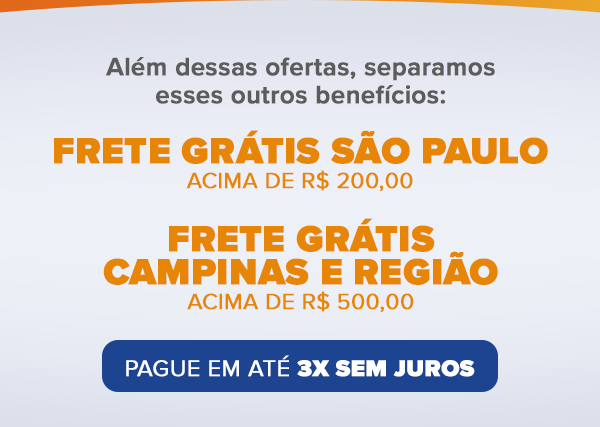 Além dessas ofertas, separamos
esses outros benefícios:
FRETE GRÁTIS SÃO PAULO
ACIMA DE R$ 200,00
FRETE GRÁTIS
CAMPINAS E REGIÃO
ACIMA DE R$ 500,00
PAGUE EM ATÉ 3X SEM JUROS